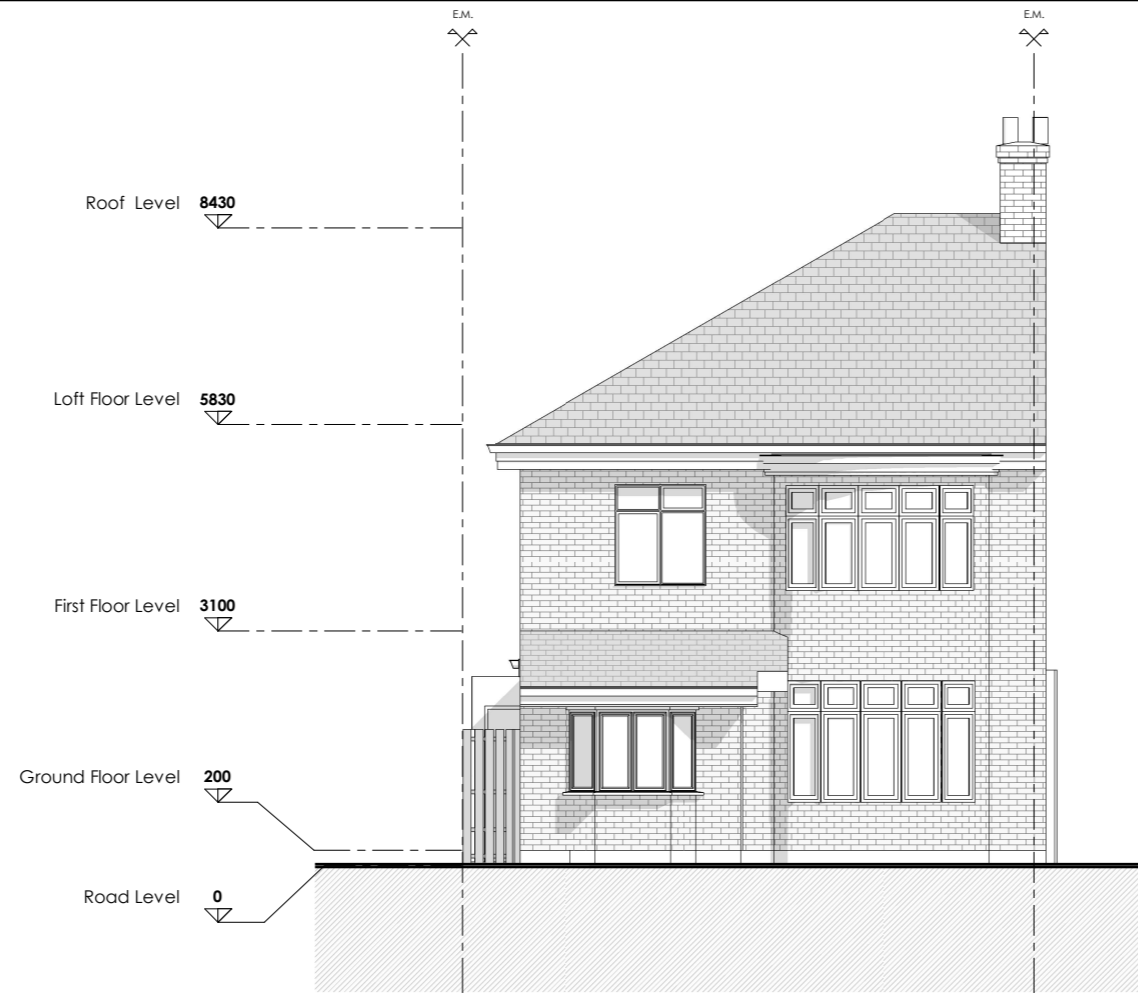 E.M. E.M.
Roof Level 8430
Loft Floor Level 5830
First Floor Level 3100
Ground Floor Level 200
Road Level 0